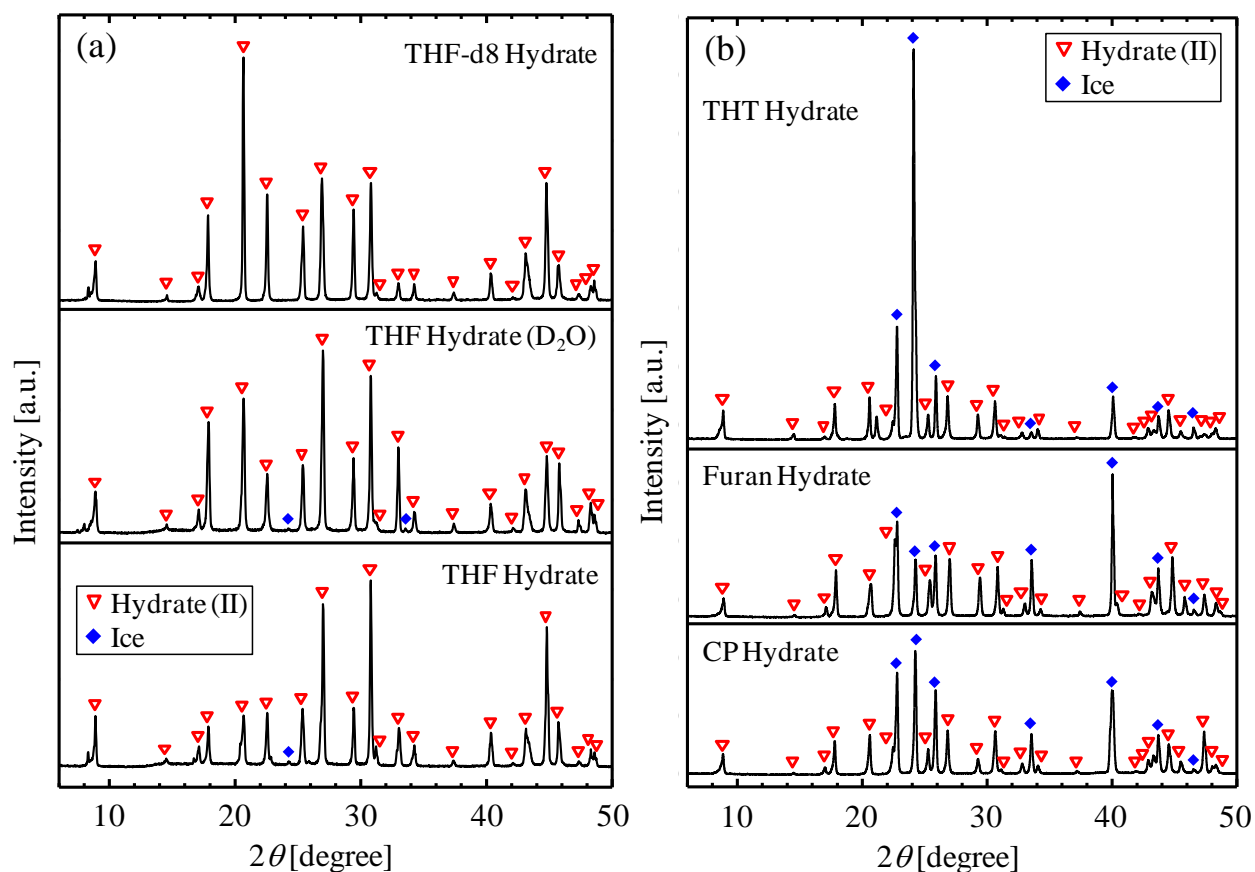 (a)
THF-d8 Hydrate
THF Hydrate (D₂O)
THF Hydrate
Hydrate (II)
Ice
Intensity [a.u.]
10 20 30 40 50
2θ [degree]
(b)
Hydrate (II)
Ice
THT Hydrate
Furan Hydrate
CP Hydrate
Intensity [a.u.]
10 20 30 40 50
2θ [degree]